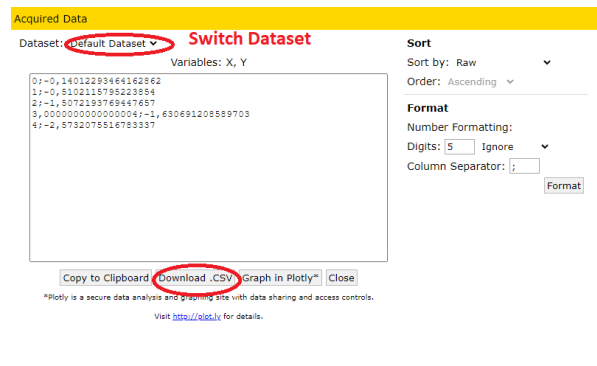 Acquired Data
Dataset: Default Dataset
Switch Dataset
Variables: X, Y
0;-0,14012293464162862
1;-0,5102115795223854
2;-1,5072193769447657
3,0000000000000004;-1,630691208589703
4;-2,5732075516783337
Sort
Sort by: Raw
Order: Ascending
Format
Number Formatting:
Digits: 5 Ignore
Column Separator: ;
Format
Copy to Clipboard Download .CSV Graph in Plotly* Close
*Plotly is a secure data analysis and graphing site with data sharing and access controls.
Visit http://plot.ly for details.